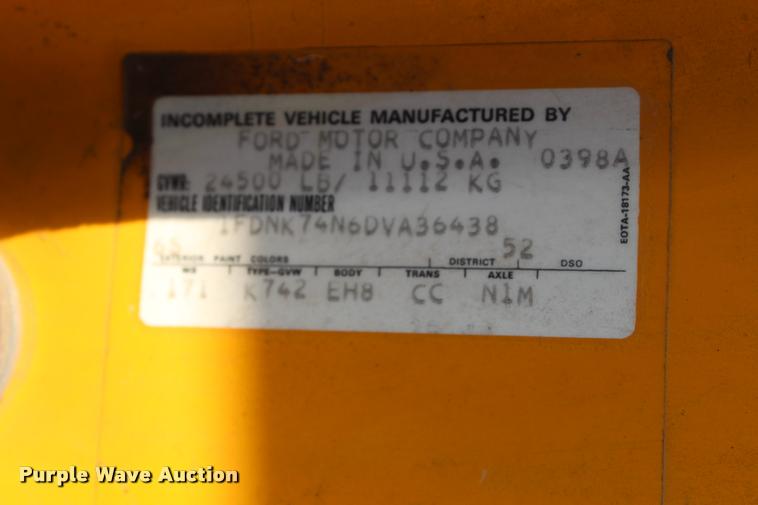 INCOMPLETE VEHICLE MANUFACTURED BY
FORD MOTOR COMPANY
MADE IN U.S.A. 0398A
GVWR: 24500 LB/ 11112 KG
VEHICLE IDENTIFICATION NUMBER
1FDNK74N6DVA36438
52
EXTERIOR PAINT COLORS DISTRICT DSO
WB TYPE-GVW BODY TRANS AXLE
171 K742 EH8 CC N1M
EOTA-18173-AA
Purple Wave Auction